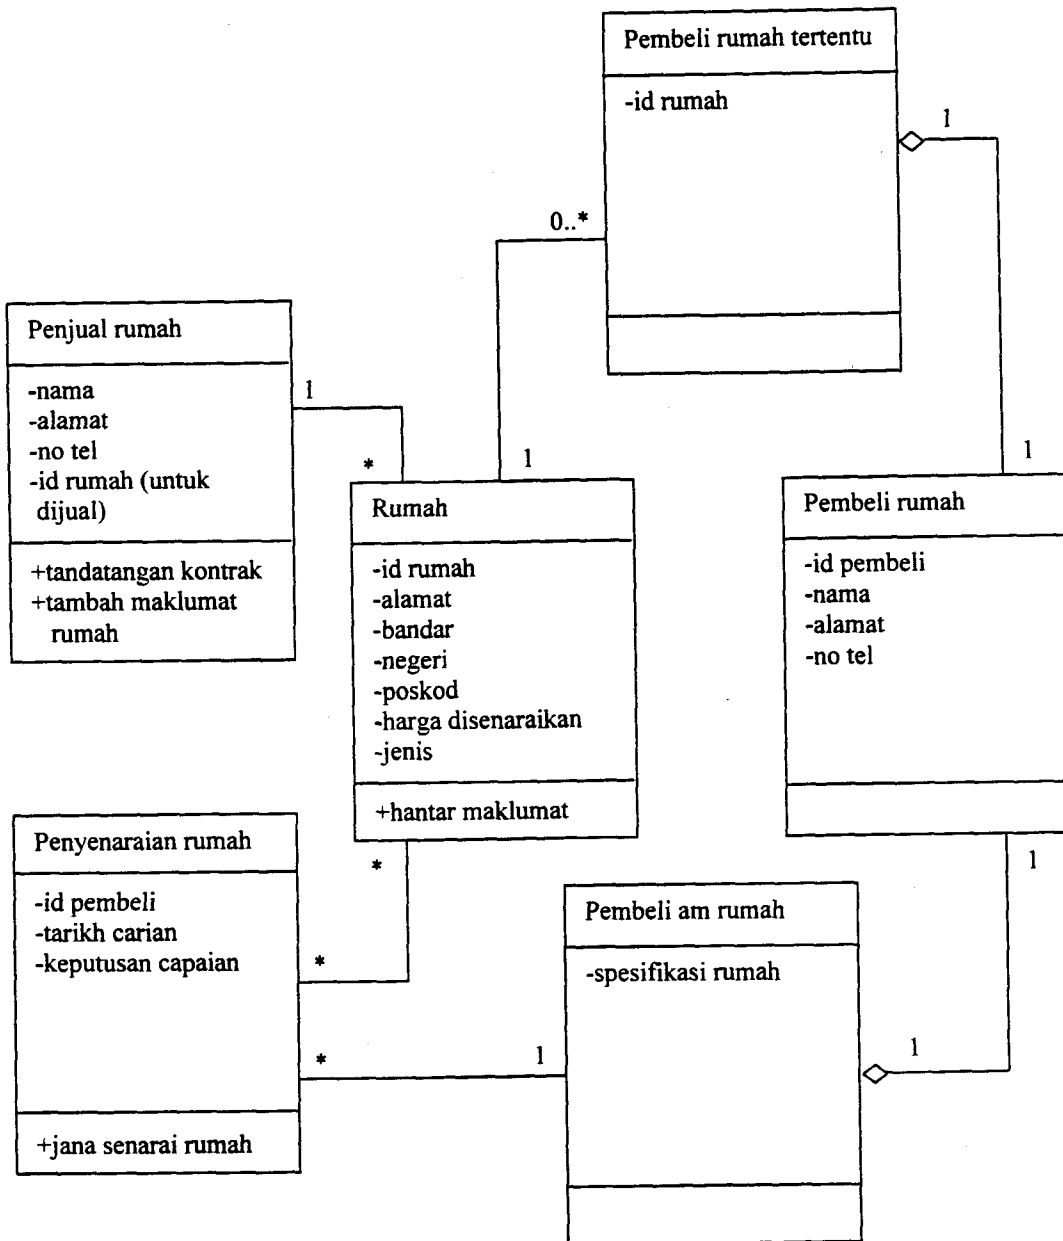 Pembeli rumah tertentu
-id rumah
1
0..*
Penjual rumah
-nama
-alamat
-no tel
-id rumah (untuk
dijual)
+tandatangan kontrak
+tambah maklumat
rumah
1
*
1
1
Rumah
-id rumah
-alamat
-bandar
-negeri
-poskod
-harga disenaraikan
-jenis
+hantar maklumat
Pembeli rumah
-id pembeli
-nama
-alamat
-no tel
*
1
Penyenaraian rumah
-id pembeli
-tarikh carian
-keputusan capaian
+jana senarai rumah
*
*
1
Pembeli am rumah
-spesifikasi rumah
1